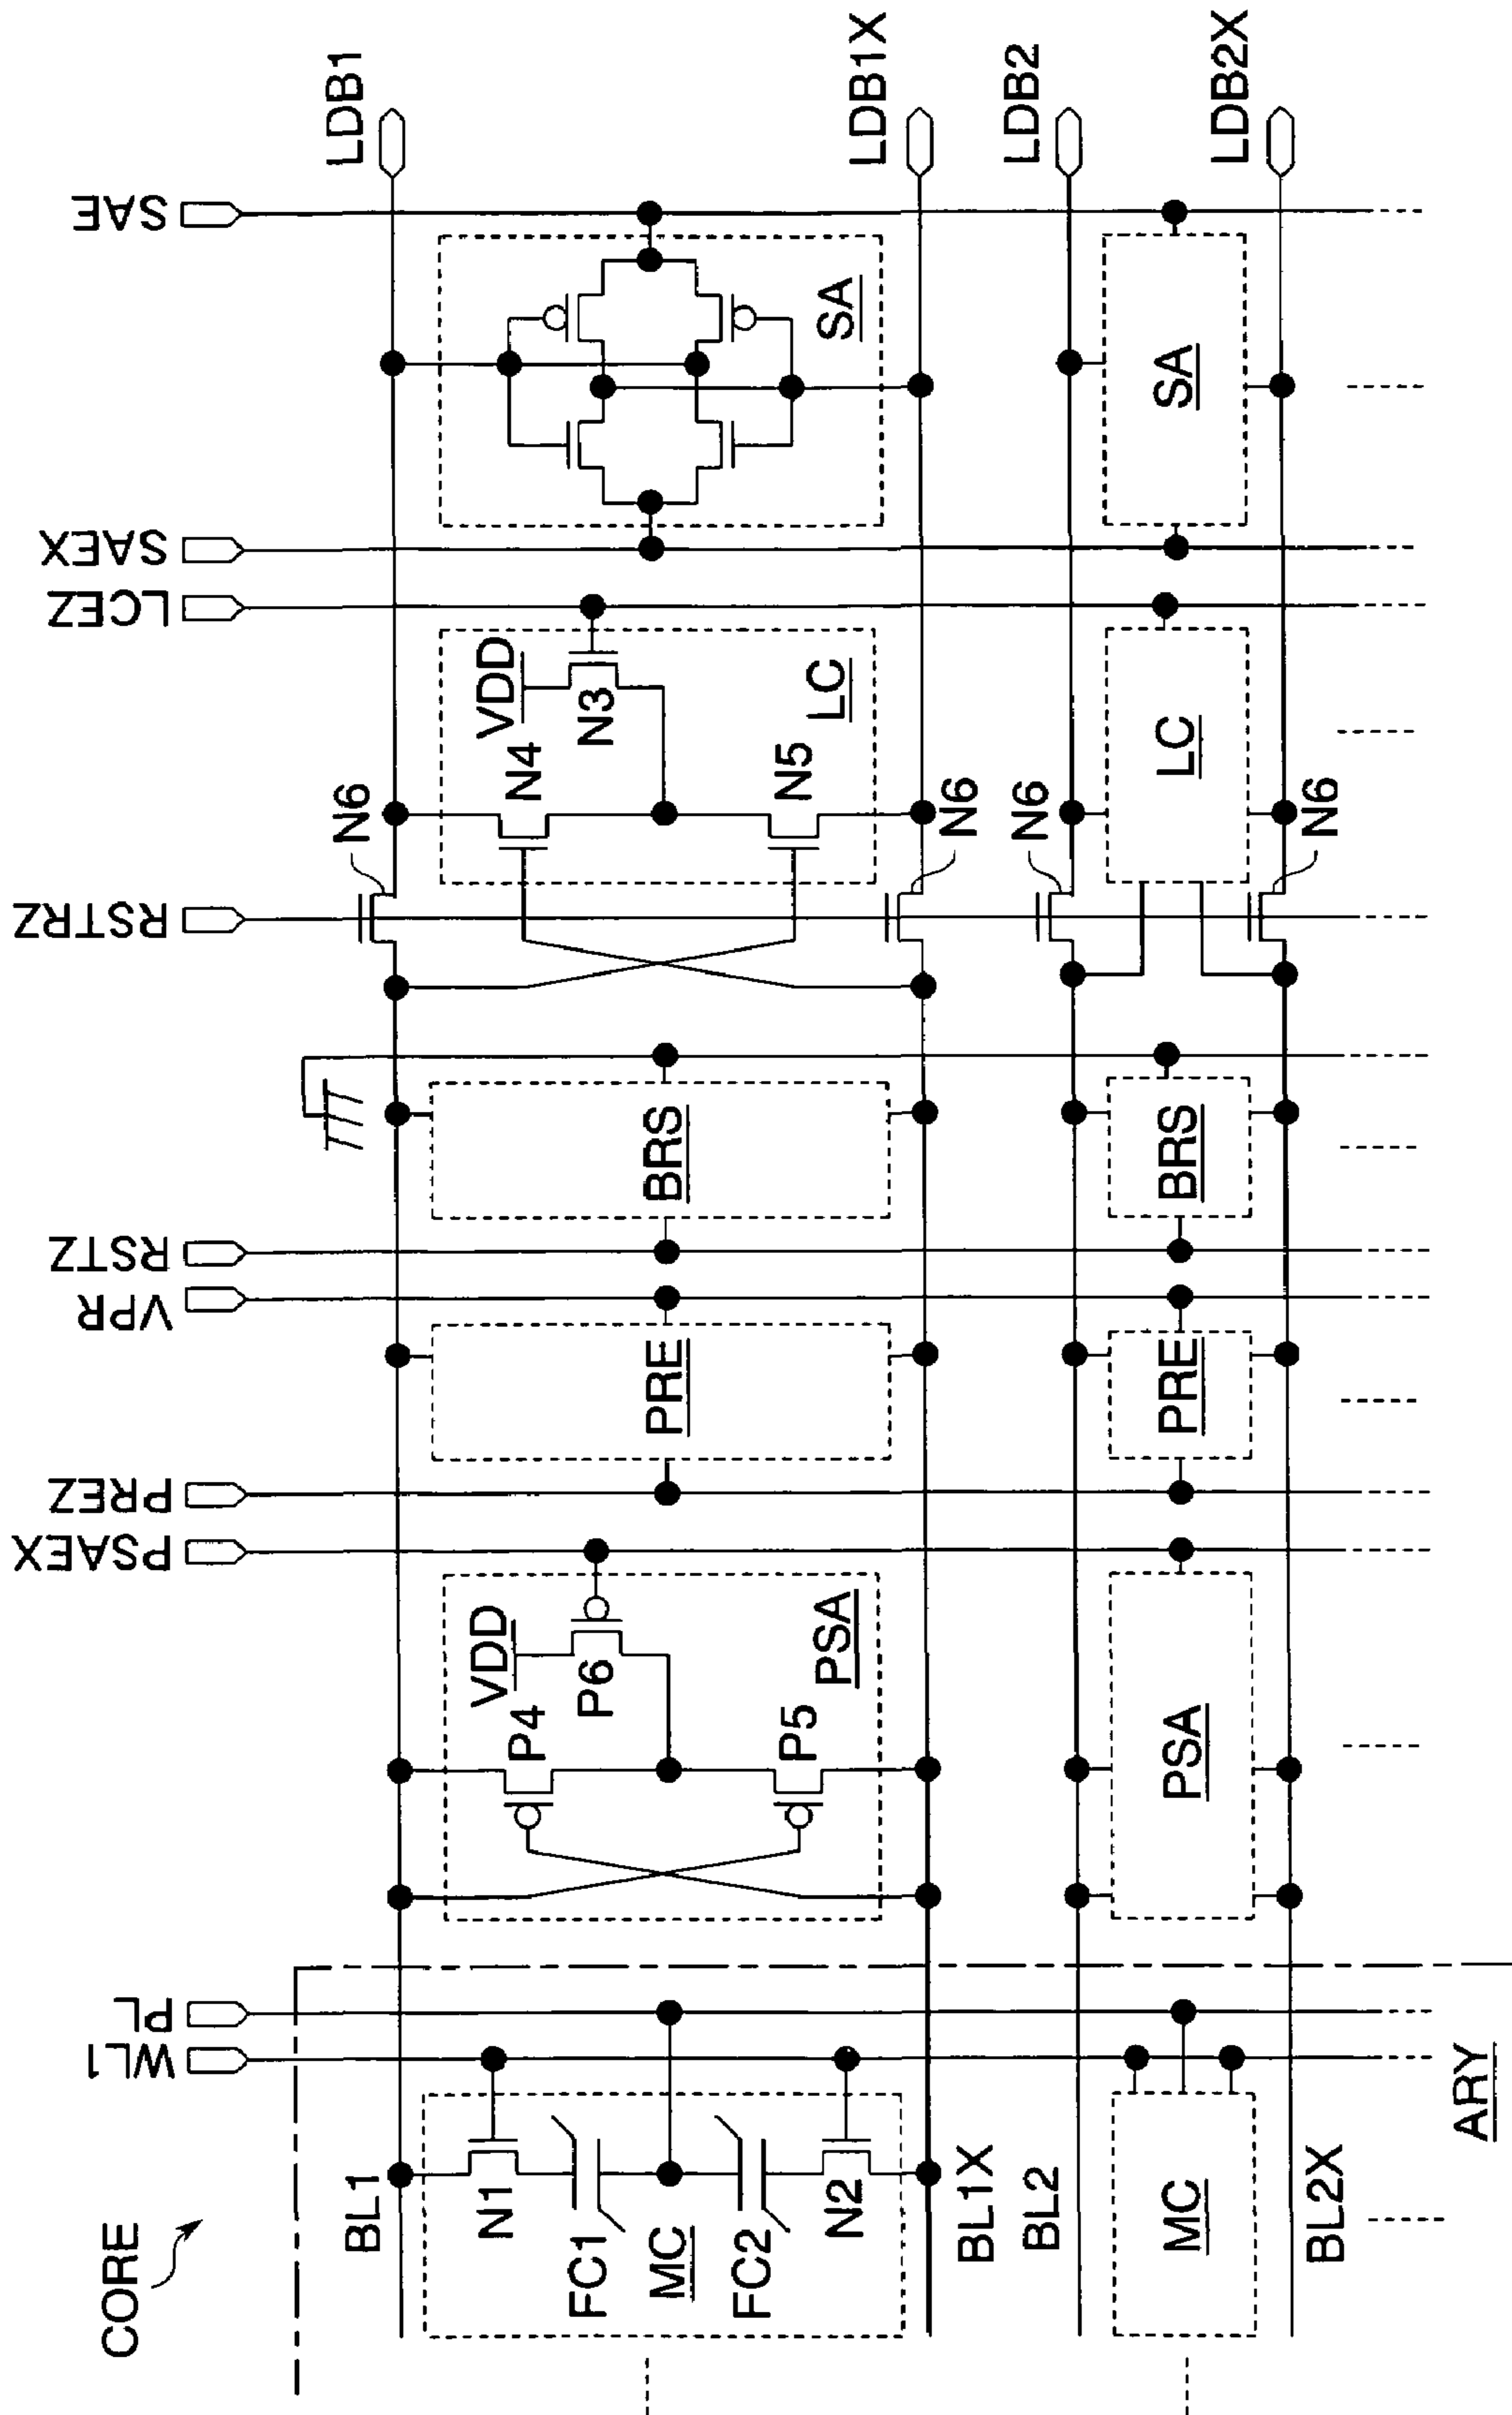 CORE
WL1
PL
PSAEX
PREZ
VPR
RSTZ
RSTRZ
LCEZ
SAEX
SAE
BL1
N1
FC1
MC
FC2
N2
BL1X
BL2
MC
BL2X
ARY
VDD
P4
P6
P5
PSA
PSA
PRE
PRE
BRS
BRS
N6
N6
N6
N6
VDD
N4
N3
N5
LC
LC
SA
SA
LDB1
LDB1X
LDB2
LDB2X